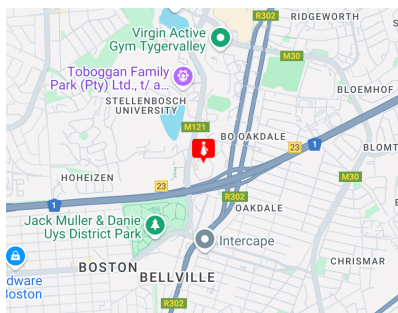 R302
RIDGEWORTH
Virgin Active
Gym Tygervalley
M30
Toboggan Family
Park (Pty) Ltd., t/ a...
BLOEMHOF
STELLENBOSCH
UNIVERSITY
M121
BO OAKDALE
23
1
BLOMT
HOHEIZEN
23
M30
1
R302
OAKDALE
Jack Muller & Danie
Uys District Park
Intercape
CHRISMAR
BOSTON
dware
Boston
BELLVILLE
R302